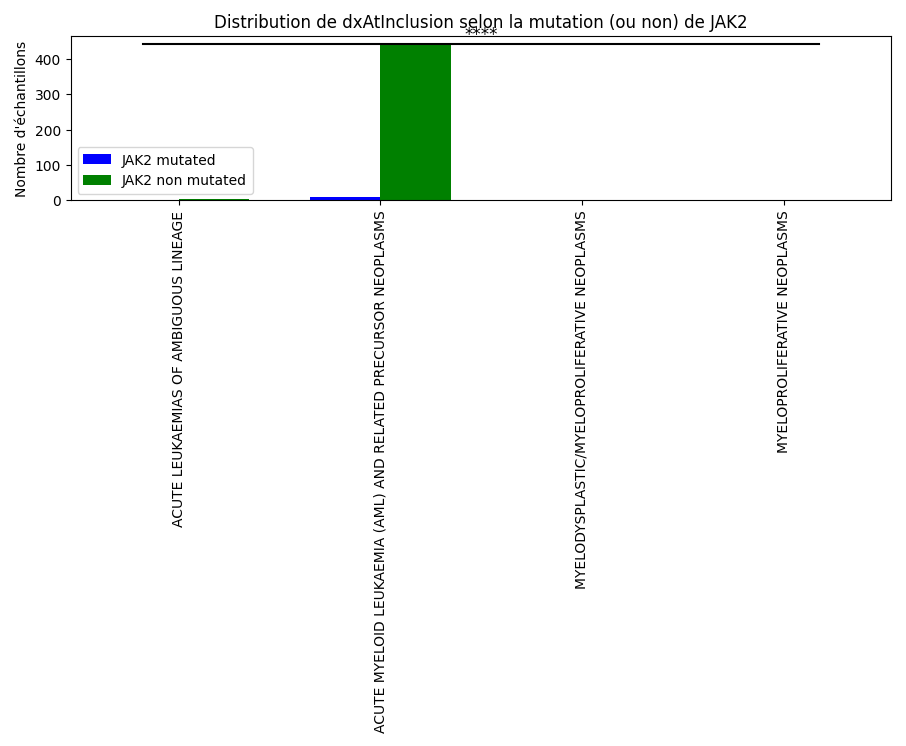 Distribution de dxAtInclusion selon la mutation (ou non) de JAK2
****
Nombre d'échantillons
400
300
200
100
0
JAK2 mutated
JAK2 non mutated
ACUTE LEUKAEMIAS OF AMBIGUOUS LINEAGE
ACUTE MYELOID LEUKAEMIA (AML) AND RELATED PRECURSOR NEOPLASMS
MYELODYSPLASTIC/MYELOPROLIFERATIVE NEOPLASMS
MYELOPROLIFERATIVE NEOPLASMS